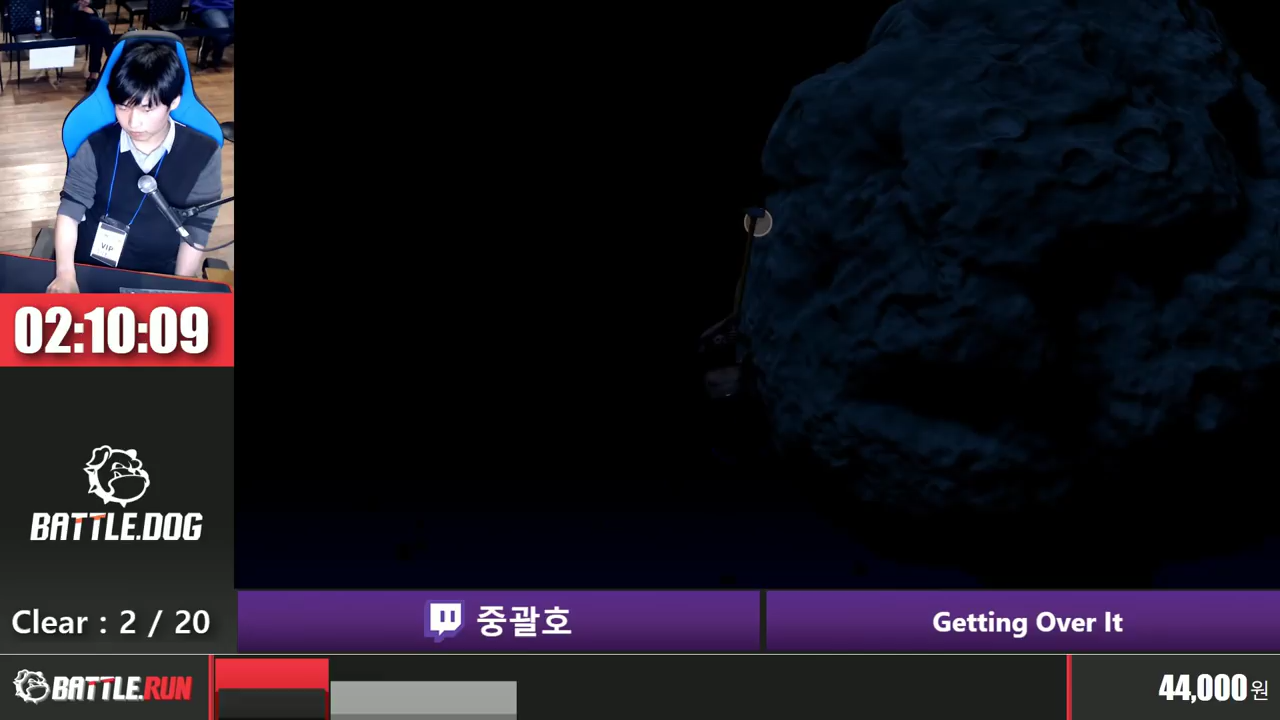 VIP
02:10:09
BATTLE.DOG
Clear : 2 / 20
중괄호
Getting Over It
BATTLE.RUN
44,000원